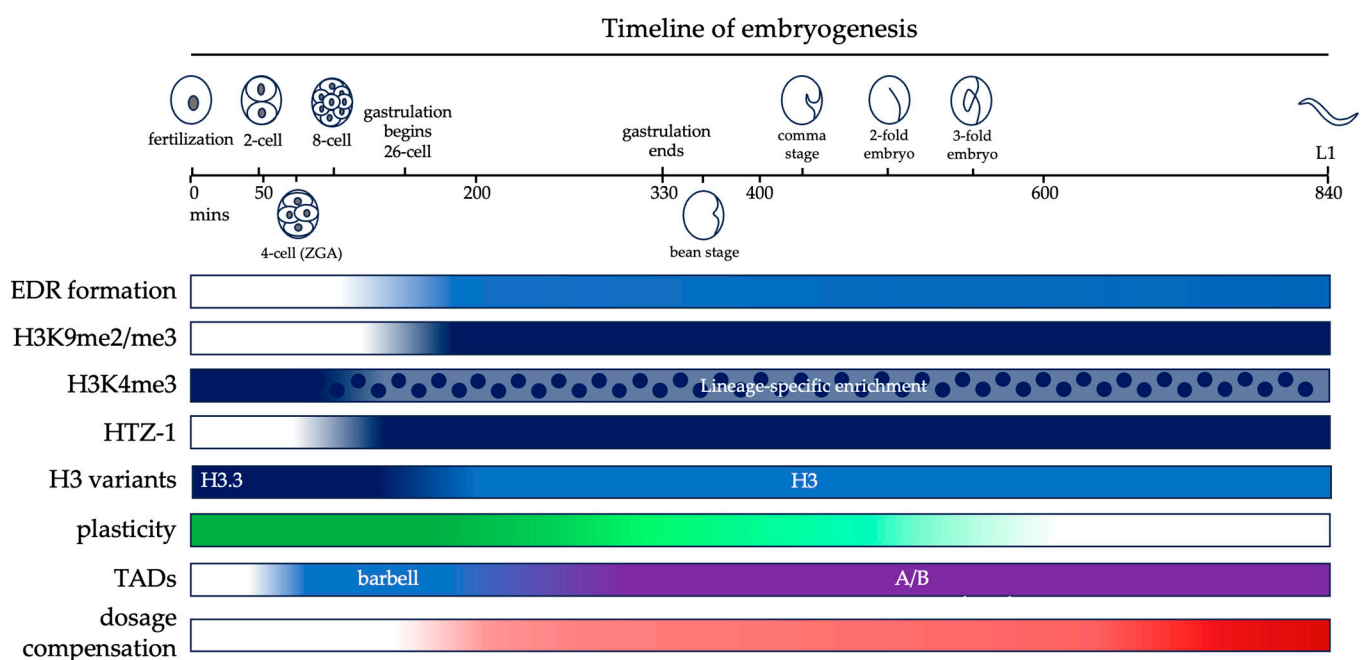 Timeline of embryogenesis
fertilization
2-cell
8-cell
gastrulation
begins
26-cell
gastrulation
ends
comma
stage
2-fold
embryo
3-fold
embryo
L1
0
50
200
330
400
600
840
mins
4-cell (ZGA)
bean stage
EDR formation
H3K9me2/me3
H3K4me3
Lineage-specific enrichment
HTZ-1
H3 variants
H3.3
H3
plasticity
TADs
barbell
A/B
dosage
compensation